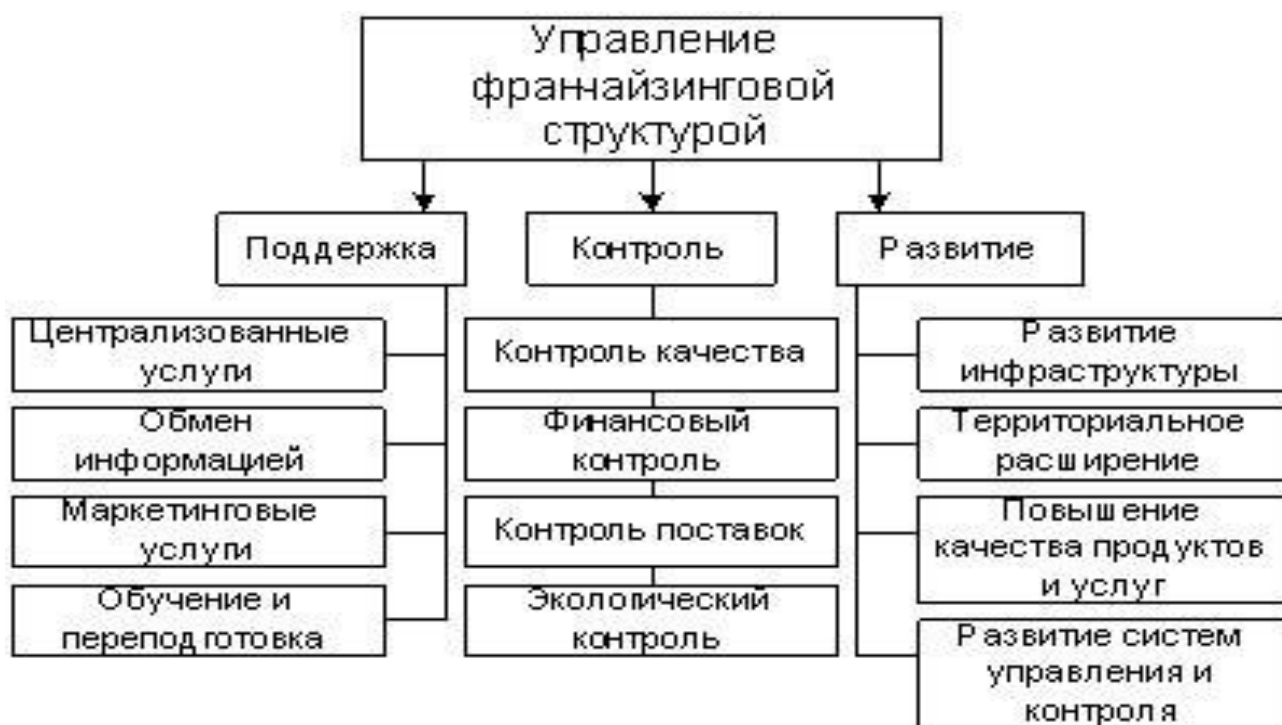 Управление
франчайзинговой
структурой
Поддержка
Контроль
Развитие
Централизованные
услуги
Обмен
информацией
Маркетинговые
услуги
Обучение и
переподготовка
Контроль качества
Финансовый
контроль
Контроль поставок
Экологический
контроль
Развитие
инфраструктуры
Территориальное
расширение
Повышение
качества продуктов
и услуг
Развитие систем
управления и
контроля